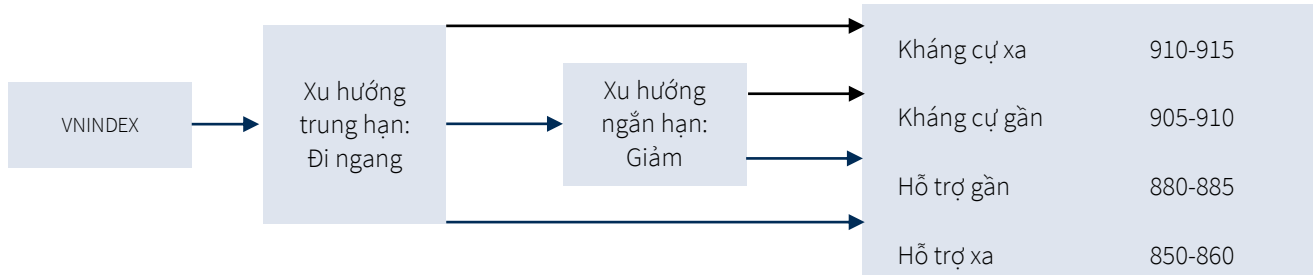 VNINDEX
Xu hướng
trung hạn:
Đi ngang
Xu hướng
ngắn hạn:
Giảm
Kháng cự xa 910-915
Kháng cự gần 905-910
Hỗ trợ gần 880-885
Hỗ trợ xa 850-860